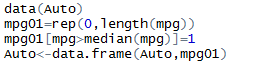 data(Auto)
mpg01=rep(0,length(mpg))
mpg01[mpg>median(mpg)]=1
Auto<-data.frame(Auto,mpg01)